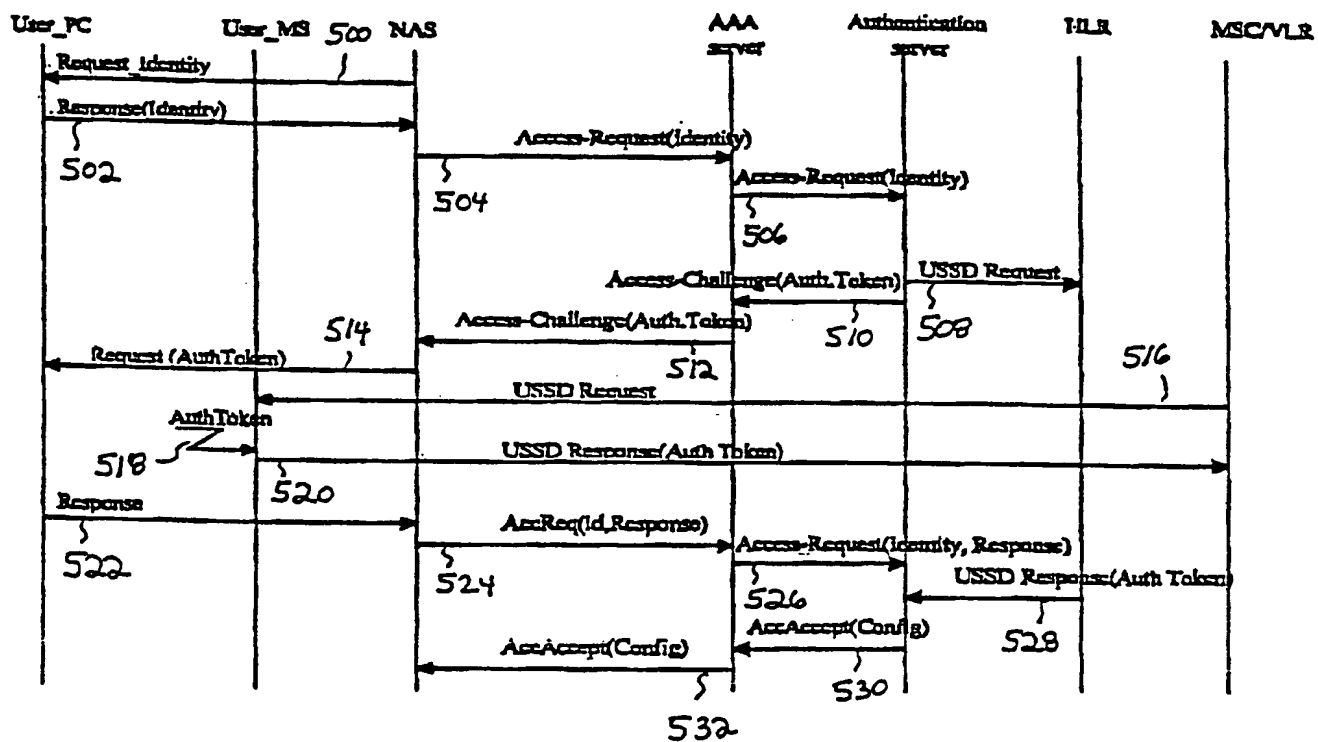 User_PC
User_MS
500
NAS
AAA
server
Authentication
server
HLR
MSC/VLR
Request_Identity
Response(Identity)
502
Access-Request(Identity)
504
Access-Request(Identity)
506
USSD Request
508
Access-Challenge(Auth.Token)
510
Access-Challenge(Auth.Token)
512
514
Request (AuthToken)
516
USSD Request
AuthToken
518
USSD Response(Auth Token)
520
Response
522
AccReq(Id,Response)
524
Access-Request(Identity, Response)
526
USSD Response(Auth Token)
528
AccAccept(Config)
530
AccAccept(Config)
532